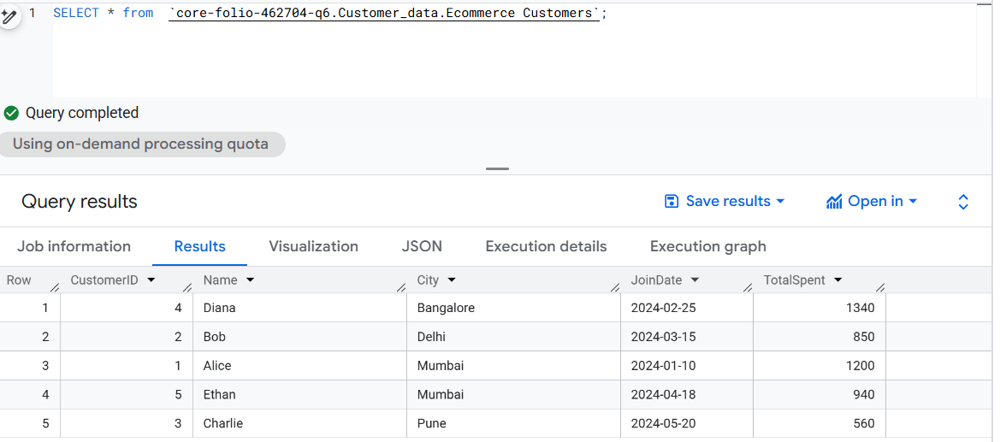 1 SELECT * from `core-folio-462704-q6.Customer_data.Ecommerce Customers`;
Query completed
Using on-demand processing quota
Query results Save results Open in
Job information Results Visualization JSON Execution details Execution graph
Row CustomerID Name City JoinDate TotalSpent
1 4 Diana Bangalore 2024-02-25 1340
2 2 Bob Delhi 2024-03-15 850
3 1 Alice Mumbai 2024-01-10 1200
4 5 Ethan Mumbai 2024-04-18 940
5 3 Charlie Pune 2024-05-20 560